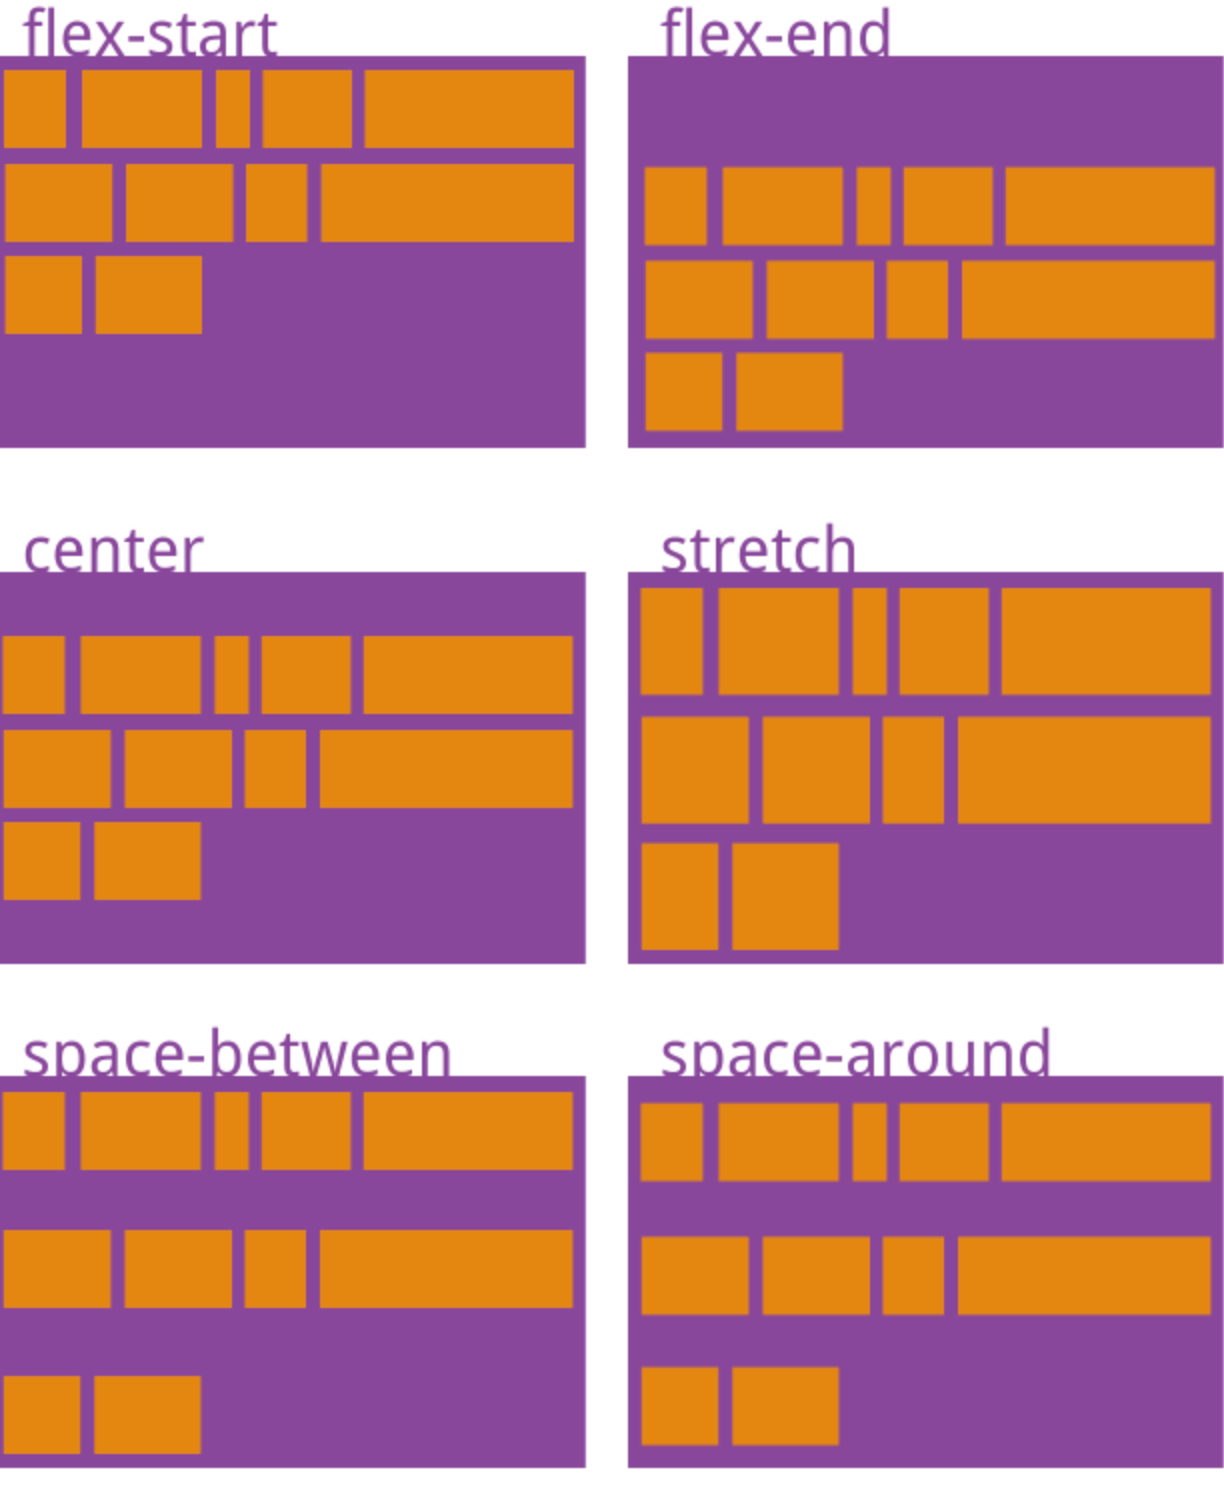 flex-start
flex-end
center
stretch
space-between
space-around